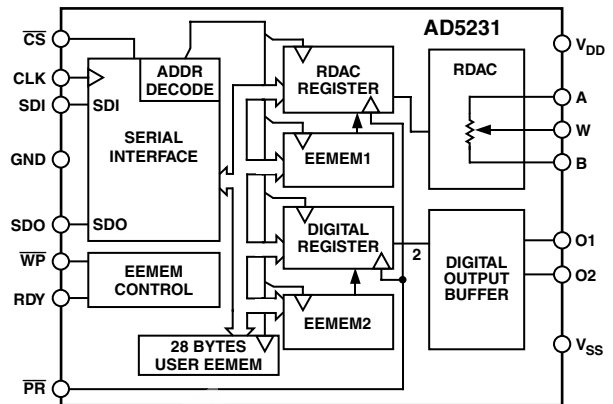 AD5231
CS
CLK
SDI
GND
SDO
WP
RDY
PR
ADDR
DECODE
SDI
SERIAL
INTERFACE
SDO
EEMEM
CONTROL
RDAC
REGISTER
EEMEM1
DIGITAL
REGISTER
EEMEM2
28 BYTES
USER EEMEM
RDAC
2
DIGITAL
OUTPUT
BUFFER
VDD
A
W
B
O1
O2
VSS